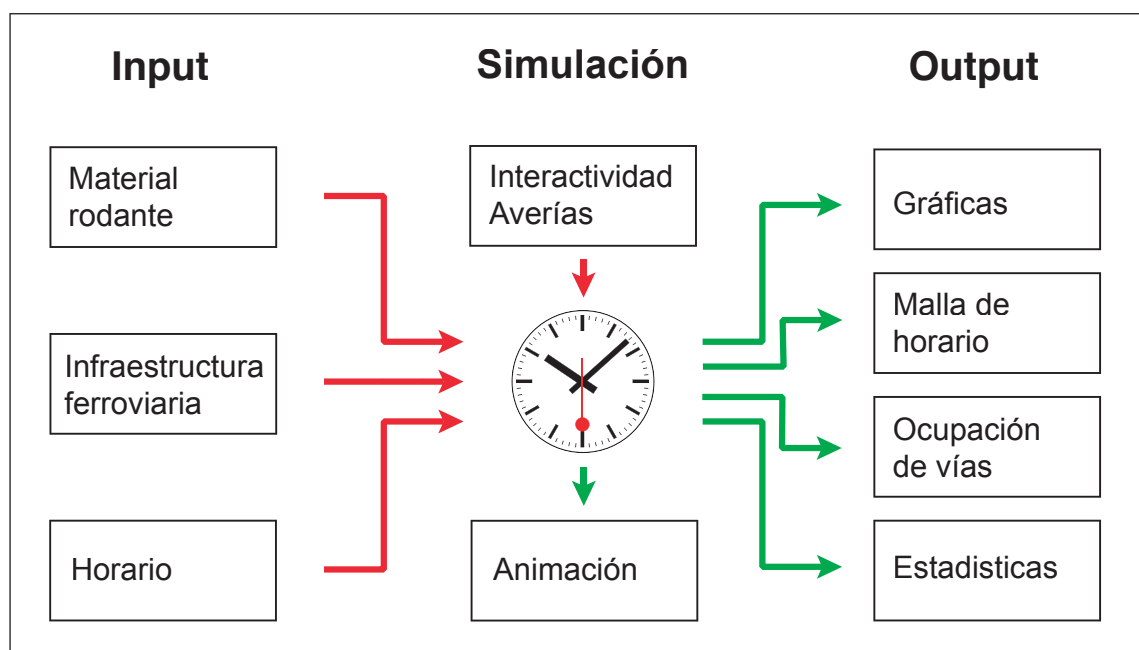 Input
Simulación
Output
Material
rodante
Infraestructura
ferroviaria
Horario
Interactividad
Averías
Animación
Gráficas
Malla de
horario
Ocupación
de vías
Estadisticas